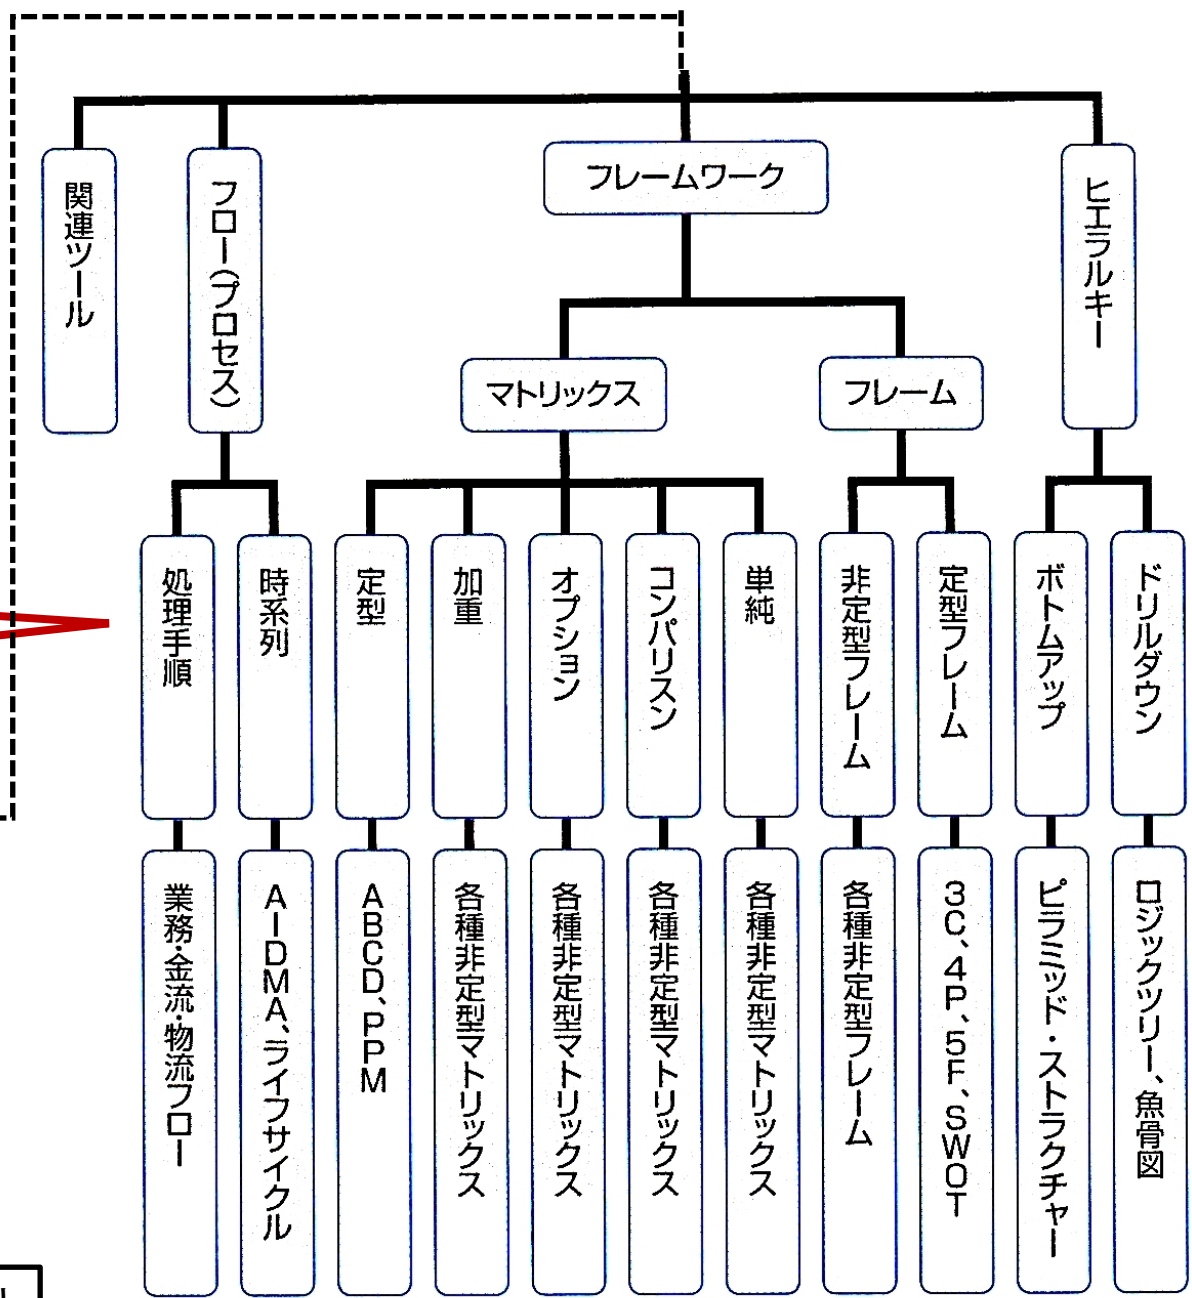 フレームワーク
ヒエラルキー
フロー(プロセス)
関連ツール
フレーム
マトリックス
ドリルダウン
ボトムアップ
定型フレーム
非定型フレーム
単純
コンパリスン
オプション
加重
定型
時系列
処理手順
ロジックツリー、魚骨図
ピラミッド・ストラクチャー
3C、4P、5F、SWOT
各種非定型フレーム
各種非定型マトリックス
各種非定型マトリックス
各種非定型マトリックス
各種非定型マトリックス
ABCD、PPM
AIDMA、ライフサイクル
業務・金流・物流フロー